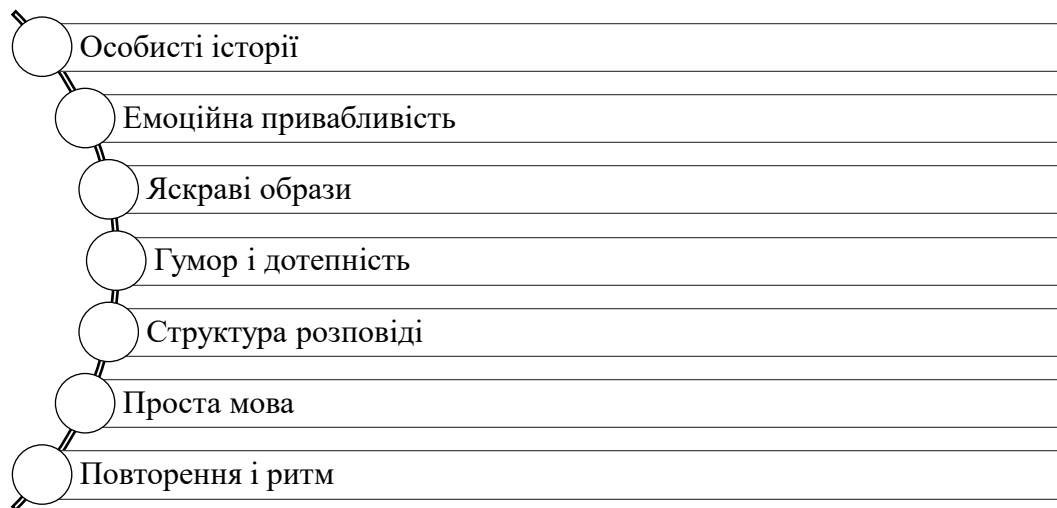 Особисті історії
Емоційна привабливість
Яскраві образи
Гумор і дотепність
Структура розповіді
Проста мова
Повторення і ритм